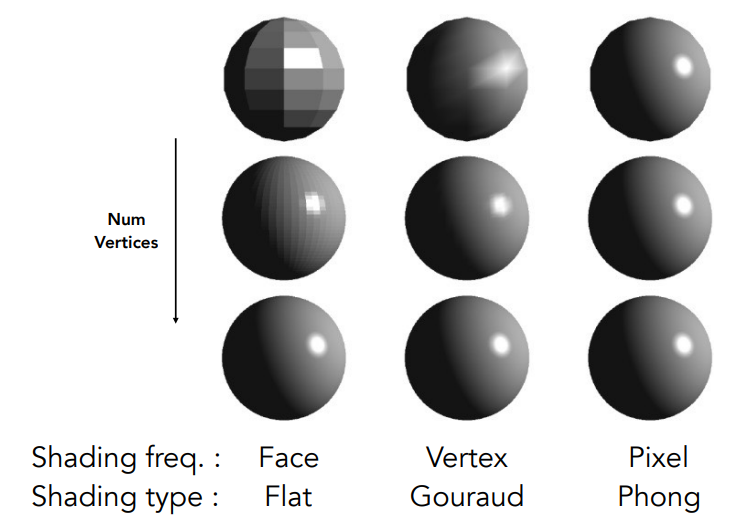 Num
Vertices
Shading freq. : Face Vertex Pixel
Shading type : Flat Gouraud Phong